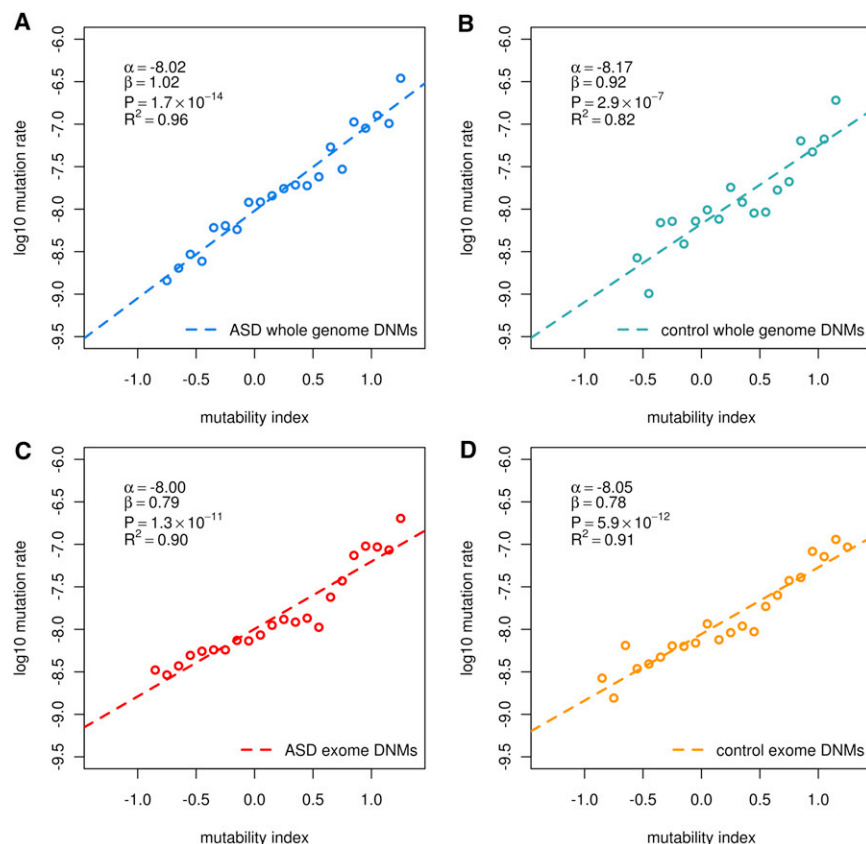 A
α = -8.02
β = 1.02
P = 1.7 × 10⁻¹⁴
R² = 0.96
-6.0
-6.5
-7.0
-7.5
-8.0
-8.5
-9.0
-9.5
log10 mutation rate
ASD whole genome DNMs
-1.0 -0.5 0.0 0.5 1.0
mutability index
B
α = -8.17
β = 0.92
P = 2.9 × 10⁻⁷
R² = 0.82
-6.0
-6.5
-7.0
-7.5
-8.0
-8.5
-9.0
-9.5
log10 mutation rate
control whole genome DNMs
-1.0 -0.5 0.0 0.5 1.0
mutability index
C
α = -8.00
β = 0.79
P = 1.3 × 10⁻¹¹
R² = 0.90
-6.0
-6.5
-7.0
-7.5
-8.0
-8.5
-9.0
-9.5
log10 mutation rate
ASD exome DNMs
-1.0 -0.5 0.0 0.5 1.0
mutability index
D
α = -8.05
β = 0.78
P = 5.9 × 10⁻¹²
R² = 0.91
-6.0
-6.5
-7.0
-7.5
-8.0
-8.5
-9.0
-9.5
log10 mutation rate
control exome DNMs
-1.0 -0.5 0.0 0.5 1.0
mutability index